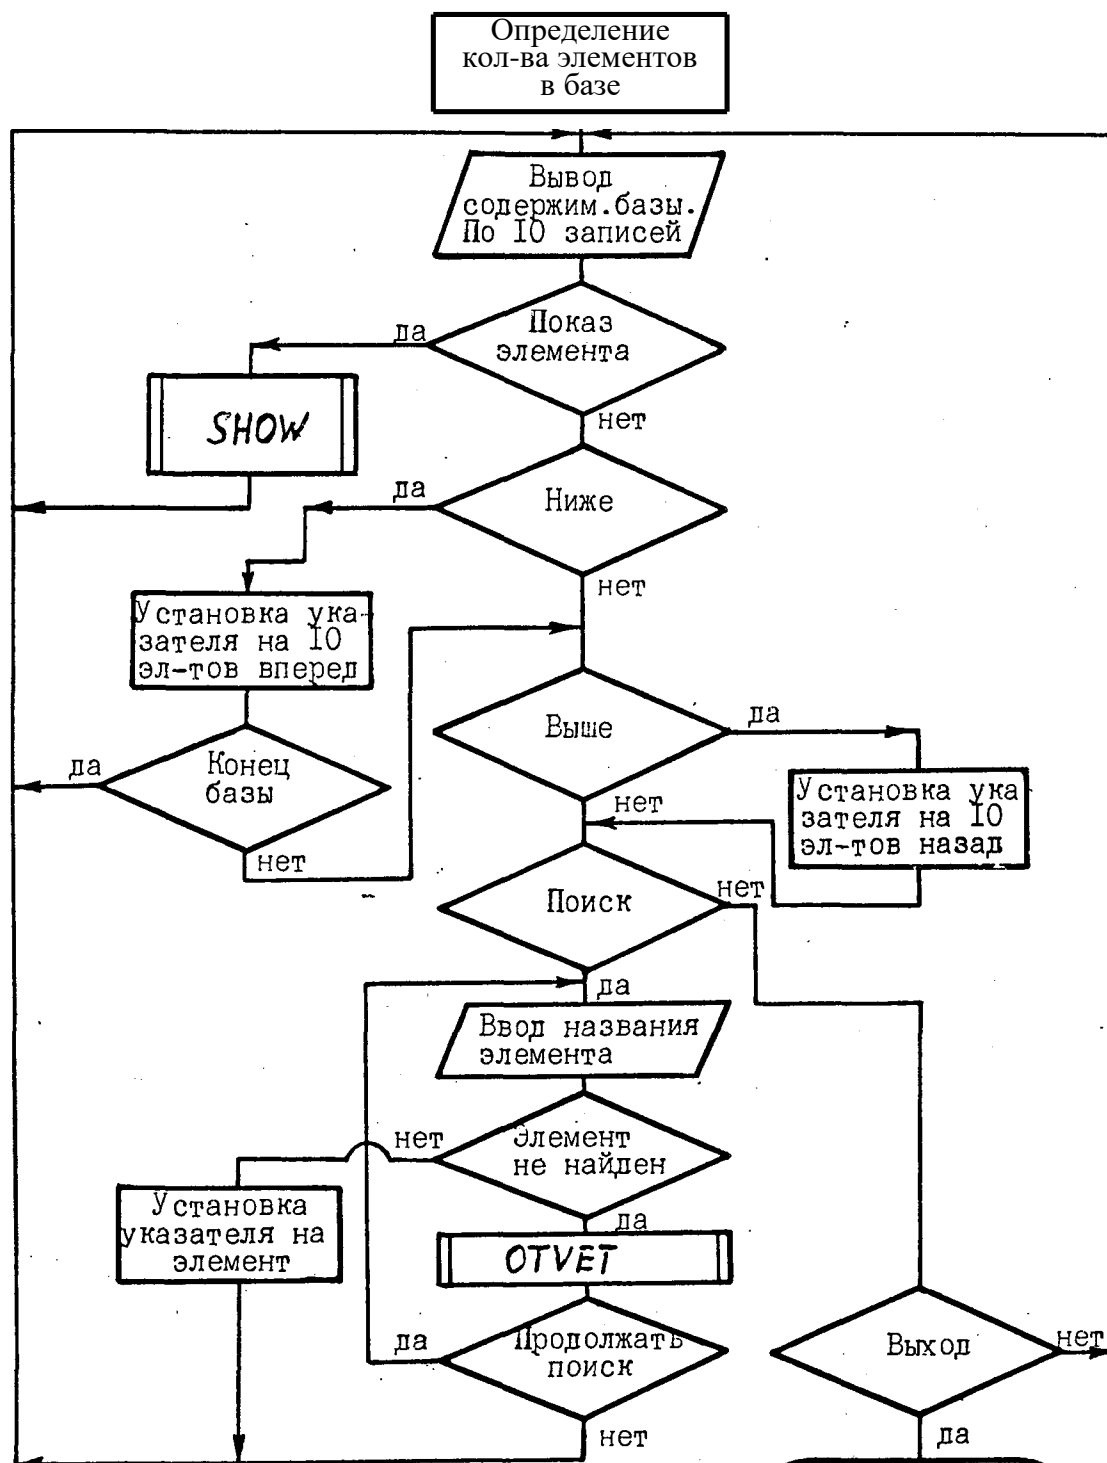 Определение
кол-ва элементов
в базе
Вывод
содержим.базы.
По IO записей
Показ
элемента
да
нет
SHOW
Ниже
да
нет
Установка ука-
зателя на IO
эл-тов вперед
Выше
да
нет
Конец
базы
да
нет
Установка ука
зателя на IO
эл-тов назад
Поиск
нет
да
Ввод названия
элемента
Элемент
не найден
нет
да
Установка
указателя на
элемент
OTVET
Продолжать
поиск
да
нет
Выход
нет
да